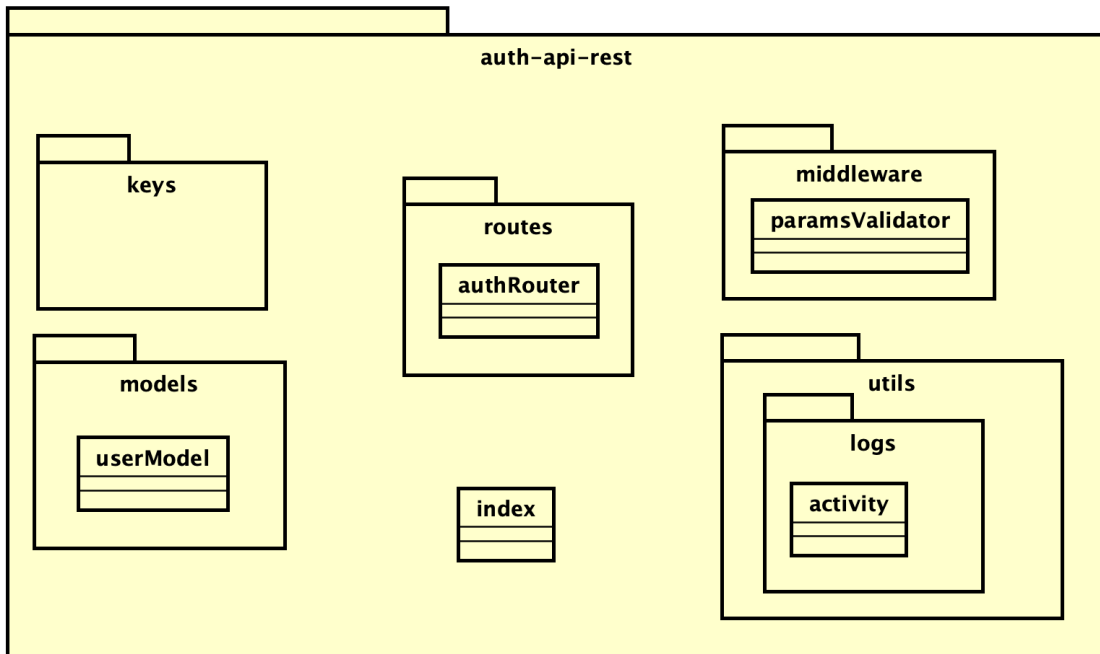 auth-api-rest
keys
routes
authRouter
middleware
paramsValidator
models
userModel
index
utils
logs
activity